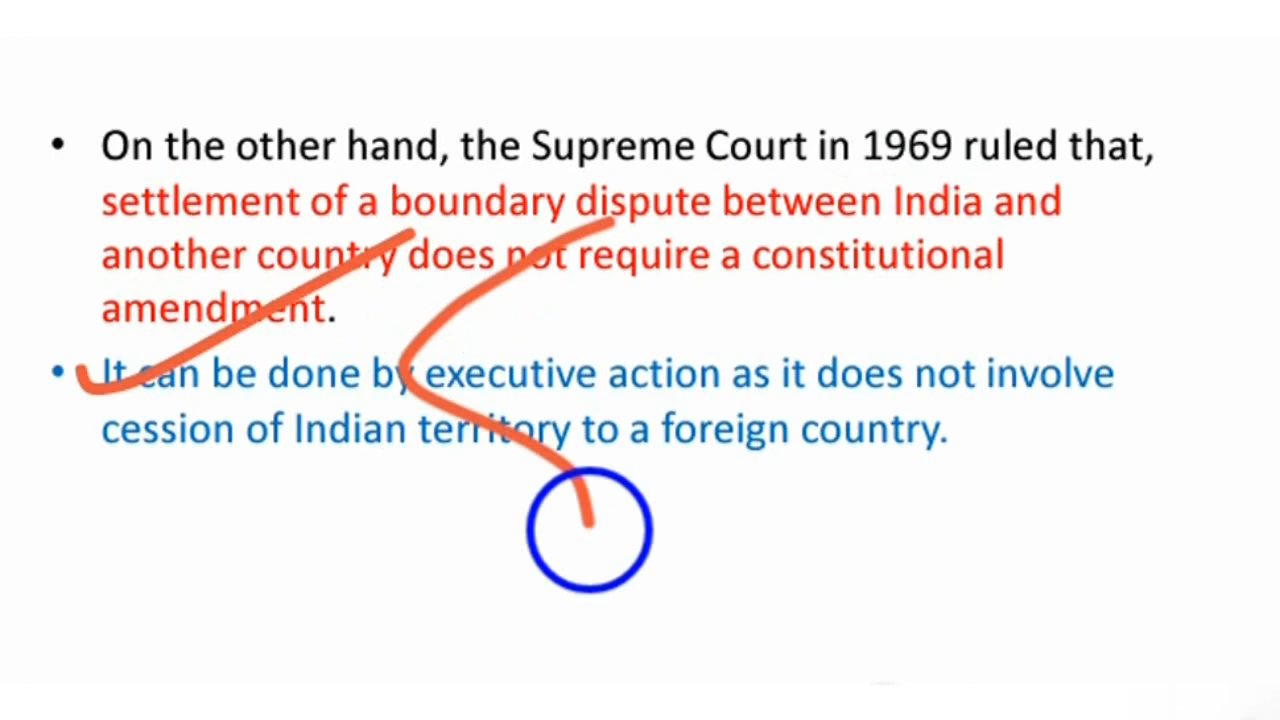 • On the other hand, the Supreme Court in 1969 ruled that,
settlement of a boundary dispute between India and
another country does not require a constitutional
amendment.
• It can be done by executive action as it does not involve
cession of Indian territory to a foreign country.